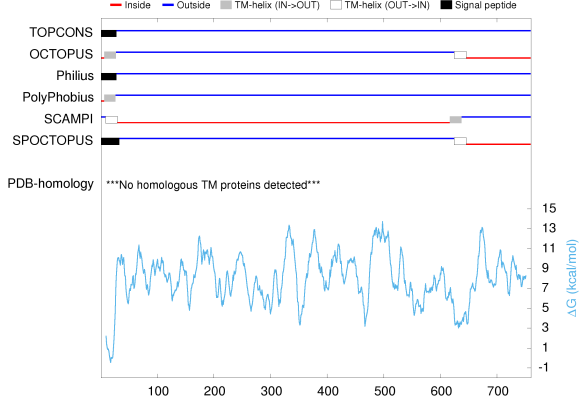 Inside Outside TM-helix (IN->OUT) TM-helix (OUT->IN) Signal peptide
TOPCONS
OCTOPUS
Philius
PolyPhobius
SCAMPI
SPOCTOPUS
PDB-homology ***No homologous TM proteins detected***
15
13
11
9
7
5
3
1
-1
ΔG (kcal/mol)
100 200 300 400 500 600 700